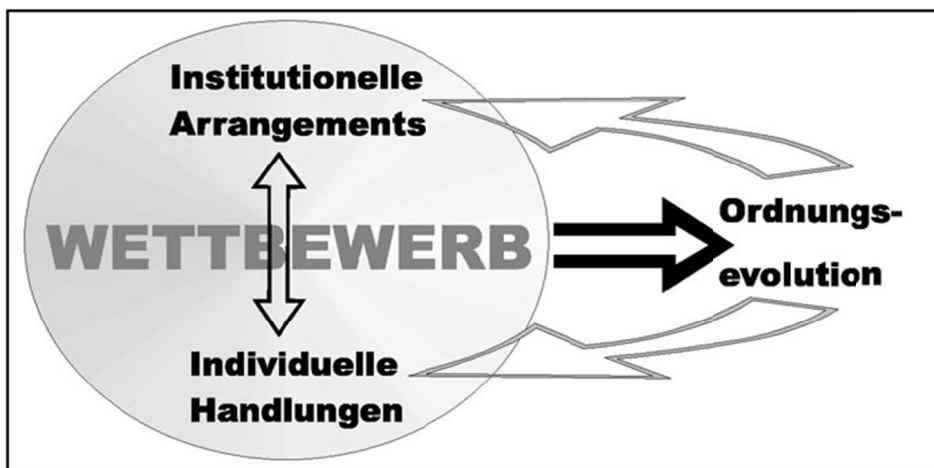 Institutionelle
Arrangements
WETTBEWERB
Ordnungs-
evolution
Individuelle
Handlungen